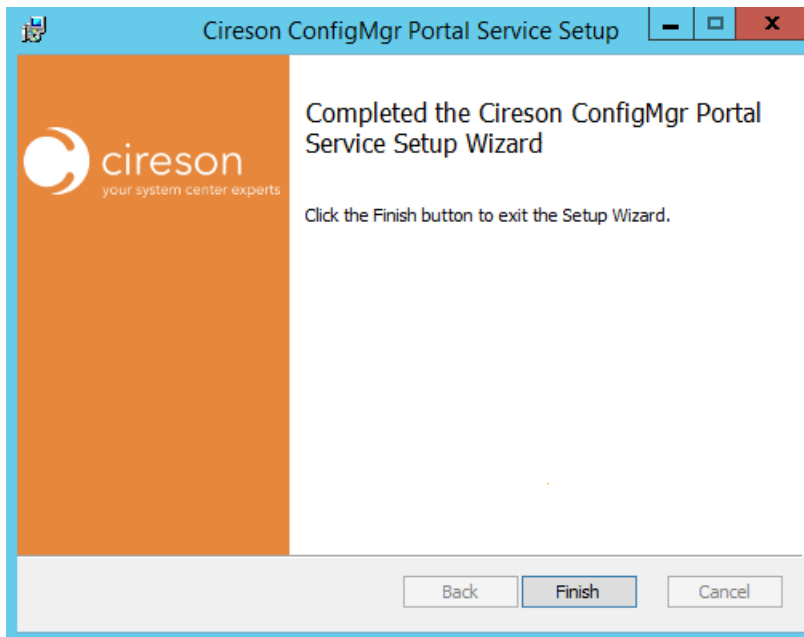 Cireson ConfigMgr Portal Service Setup
cireson
your system center experts
Completed the Cireson ConfigMgr Portal
Service Setup Wizard
Click the Finish button to exit the Setup Wizard.
Back
Finish
Cancel